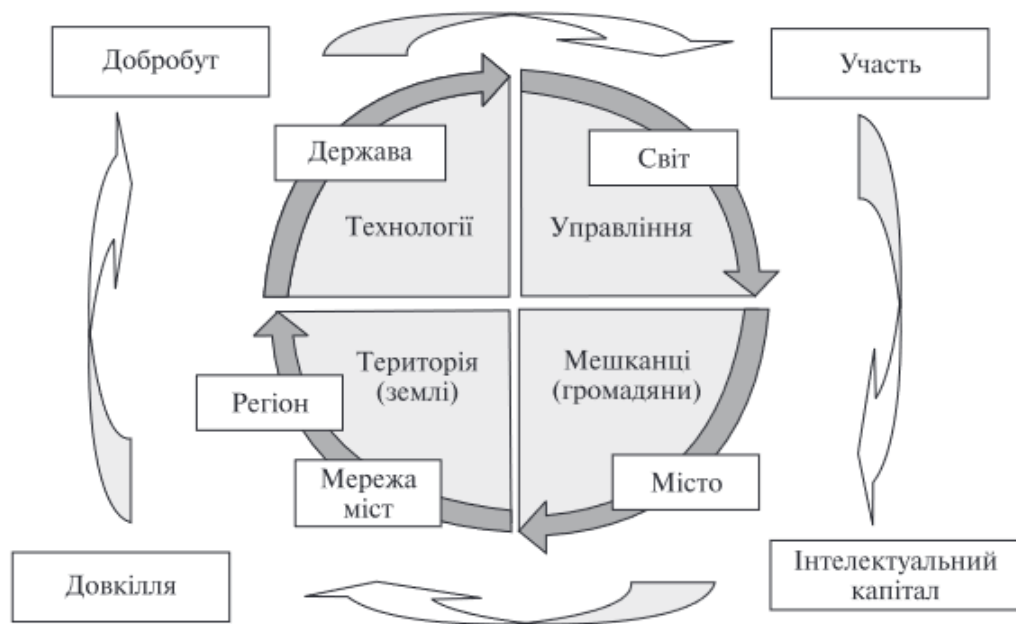 Добробут
Участь
Держава
Світ
Технології
Управління
Територія
(землі)
Мешканці
(громадяни)
Регіон
Мережа
міст
Місто
Довкілля
Інтелектуальний
капітал